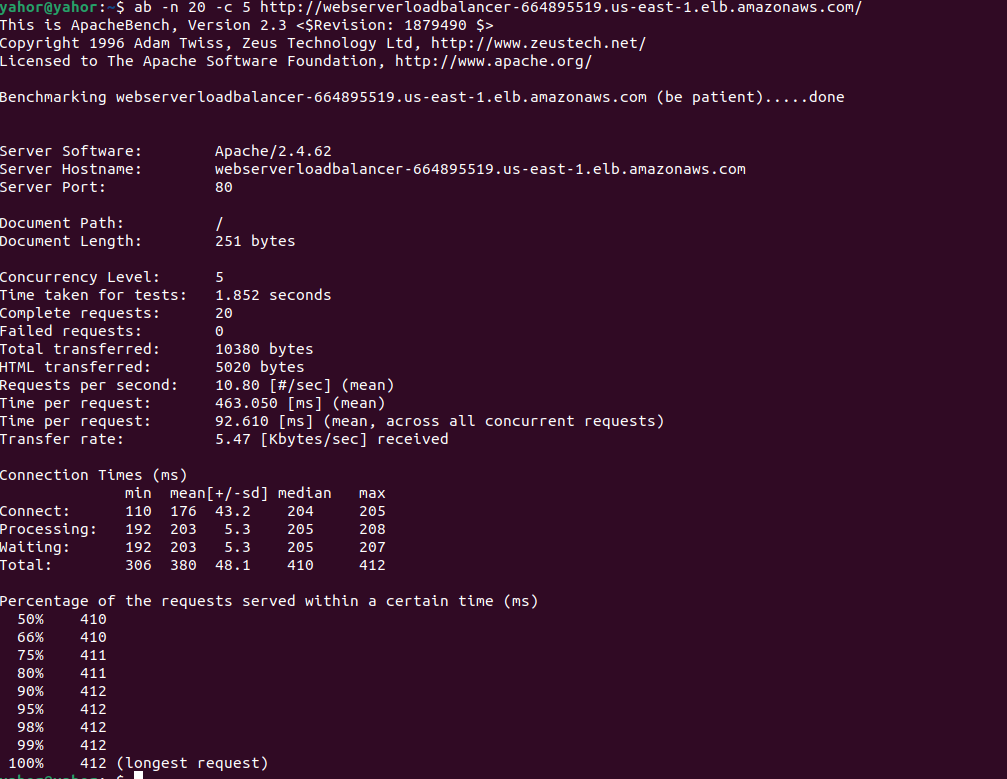 yahor@yahor:~$ ab -n 20 -c 5 http://webserverloadbalancer-664895519.us-east-1.elb.amazonaws.com/
This is ApacheBench, Version 2.3 <$Revision: 1879490 $>
Copyright 1996 Adam Twiss, Zeus Technology Ltd, http://www.zeustech.net/
Licensed to The Apache Software Foundation, http://www.apache.org/

Benchmarking webserverloadbalancer-664895519.us-east-1.elb.amazonaws.com (be patient).....done


Server Software:        Apache/2.4.62
Server Hostname:        webserverloadbalancer-664895519.us-east-1.elb.amazonaws.com
Server Port:            80

Document Path:          /
Document Length:        251 bytes

Concurrency Level:      5
Time taken for tests:   1.852 seconds
Complete requests:      20
Failed requests:        0
Total transferred:      10380 bytes
HTML transferred:       5020 bytes
Requests per second:    10.80 [#/sec] (mean)
Time per request:       463.050 [ms] (mean)
Time per request:       92.610 [ms] (mean, across all concurrent requests)
Transfer rate:          5.47 [Kbytes/sec] received

Connection Times (ms)
              min  mean[+/-sd] median   max
Connect:      110  176  43.2    204     205
Processing:   192  203   5.3    205     208
Waiting:      192  203   5.3    205     207
Total:        306  380  48.1    410     412

Percentage of the requests served within a certain time (ms)
  50%    410
  66%    410
  75%    411
  80%    411
  90%    412
  95%    412
  98%    412
  99%    412
 100%    412 (longest request)